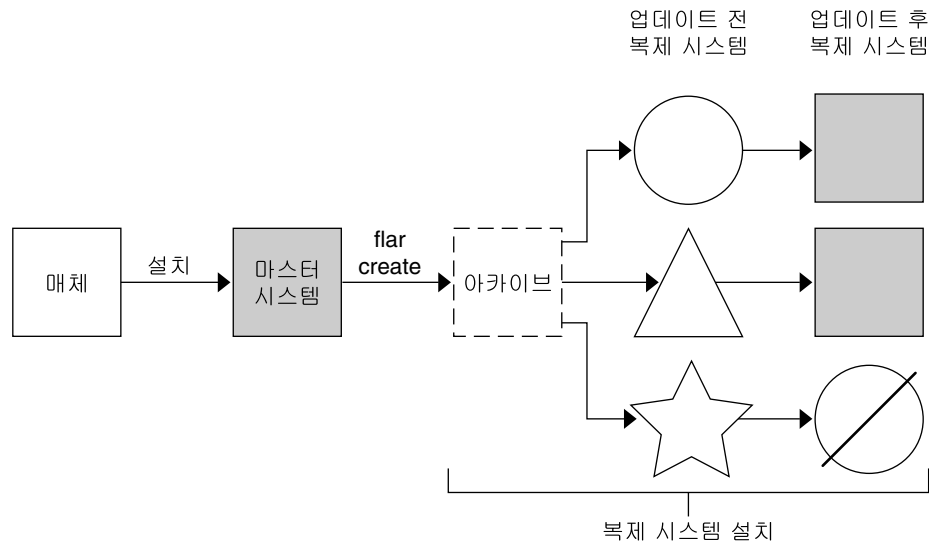 업데이트 전
복제 시스템
업데이트 후
복제 시스템
매체
설치
마스터
시스템
flar
create
아카이브
복제 시스템 설치